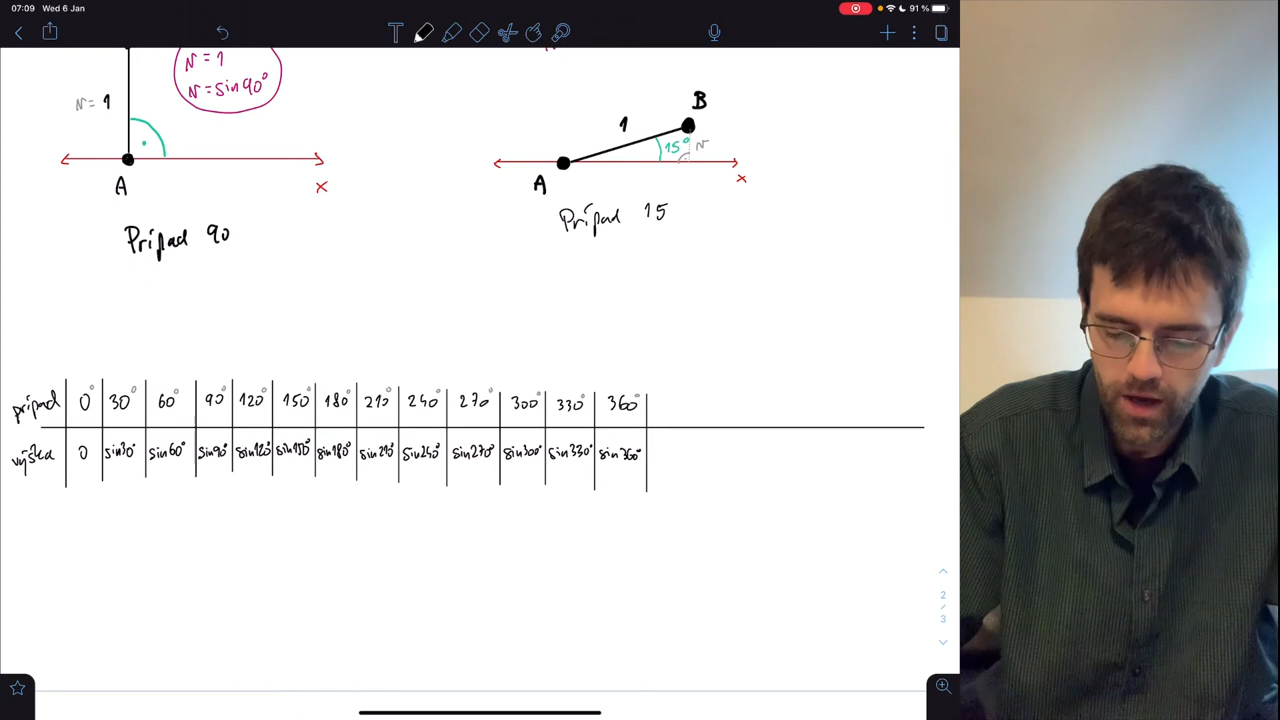 07:09 Wed 6 Jan
91 %
v = 1
v = sin 90°
v = 1
A
x
Prípad 90
B
1
15°
v
A
x
Prípad 15
prípad 0° 30° 60° 90° 120° 150° 180° 210° 240° 270° 300° 330° 360°
výška 0 sin30° sin60° sin90° sin120° sin150° sin180° sin210° sin240° sin270° sin300° sin330° sin360°
2
/
3